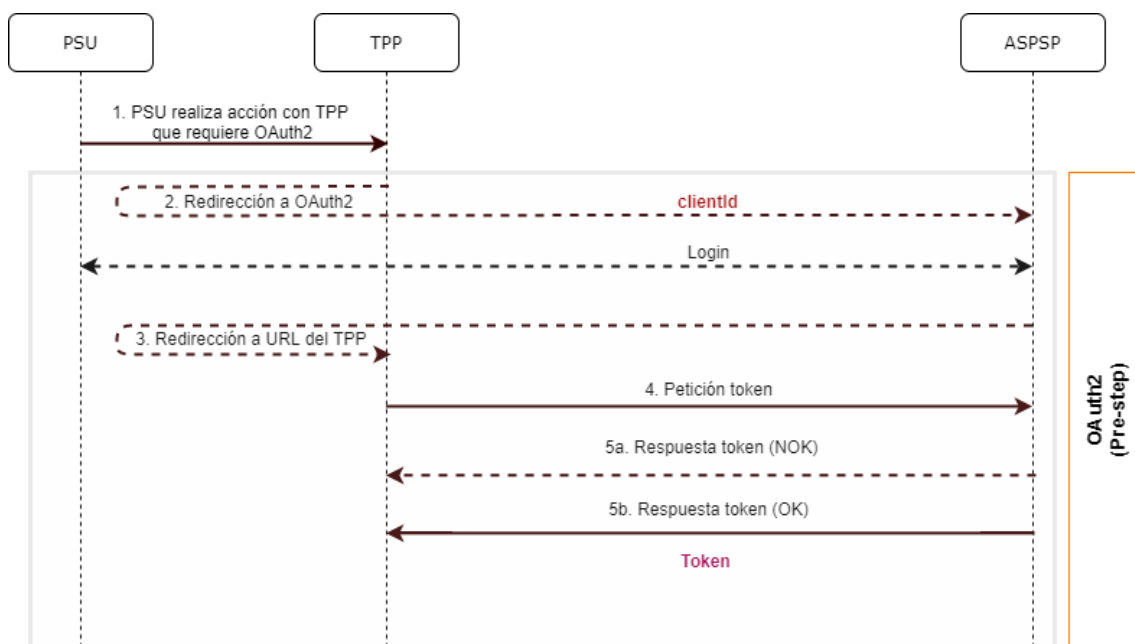 PSU
TPP
ASPSP
1. PSU realiza acción con TPP
que requiere OAuth2
2. Redirección a OAuth2
clientId
Login
3. Redirección a URL del TPP
4. Petición token
5a. Respuesta token (NOK)
5b. Respuesta token (OK)
Token
OAuth2
(Pre-step)